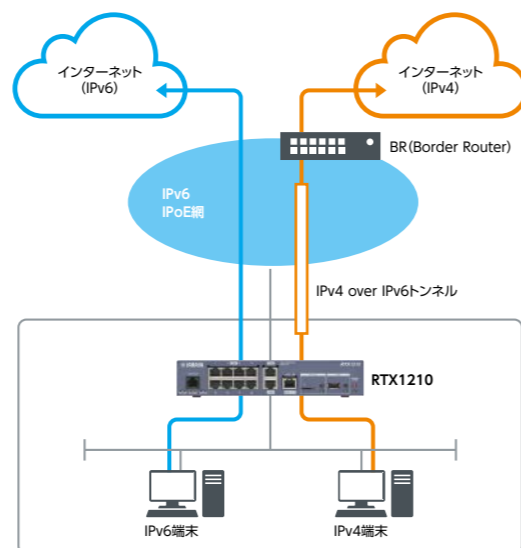 インターネット
(IPv6)
インターネット
(IPv4)
BR(Border Router)
IPv6
IPoE網
IPv4 over IPv6トンネル
RTX1210
IPv6端末
IPv4端末